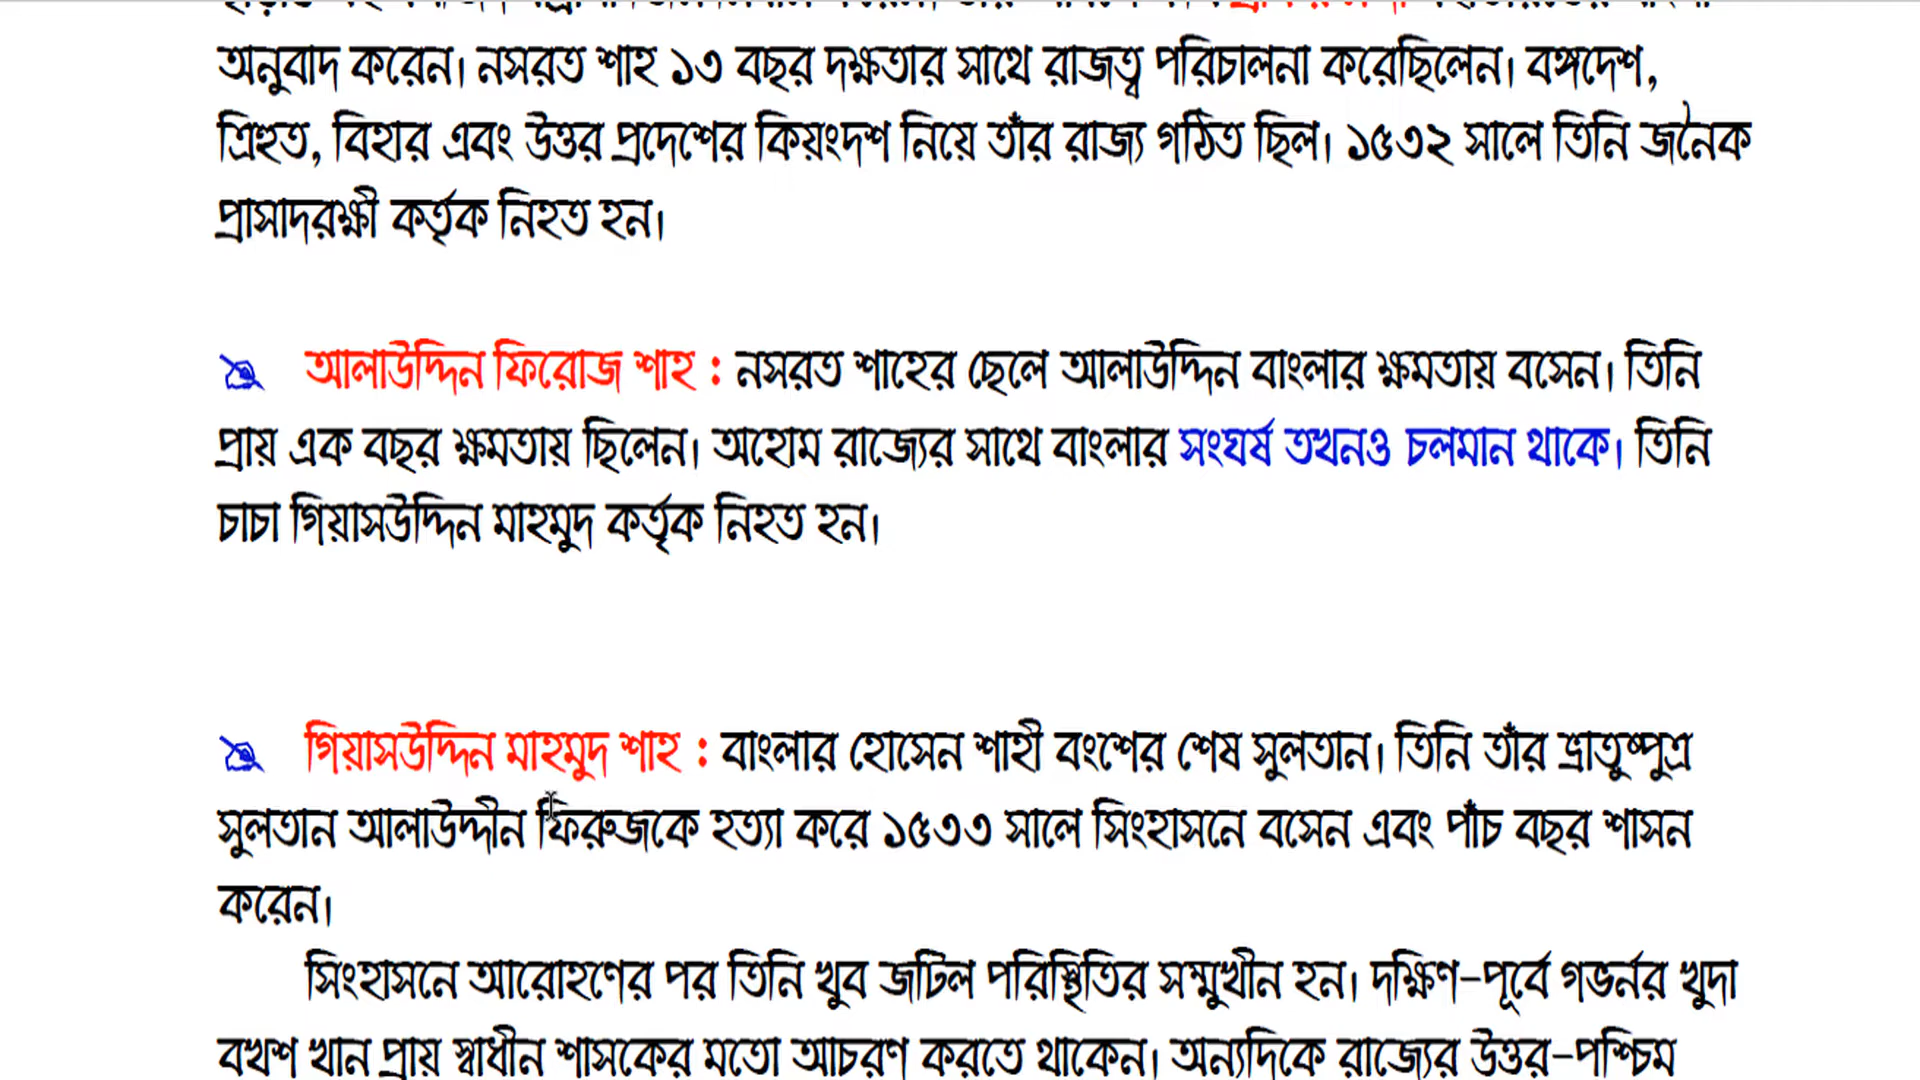 অনুবাদ করেন। নসরত শাহ ১৩ বছর দক্ষতার সাথে রাজত্ব পরিচালনা করেছিলেন। বঙ্গদেশ,
ত্রিহুত, বিহার এবং উত্তর প্রদেশের কিয়ংদশ নিয়ে তাঁর রাজ্য গঠিত ছিল। ১৫৩২ সালে তিনি জনৈক
প্রাসাদরক্ষী কর্তৃক নিহত হন।
আলাউদ্দিন ফিরোজ শাহ : নসরত শাহের ছেলে আলাউদ্দিন বাংলার ক্ষমতায় বসেন। তিনি
প্রায় এক বছর ক্ষমতায় ছিলেন। অহোম রাজ্যের সাথে বাংলার সংঘর্ষ তখনও চলমান থাকে। তিনি
চাচা গিয়াসউদ্দিন মাহমুদ কর্তৃক নিহত হন।
গিয়াসউদ্দিন মাহমুদ শাহ : বাংলার হোসেন শাহী বংশের শেষ সুলতান। তিনি তাঁর ভ্রাতুষ্পুত্র
সুলতান আলাউদ্দীন ফিরুজকে হত্যা করে ১৫৩৩ সালে সিংহাসনে বসেন এবং পাঁচ বছর শাসন
করেন।
সিংহাসনে আরোহণের পর তিনি খুব জটিল পরিস্থিতির সম্মুখীন হন। দক্ষিণ-পূর্বে গভর্নর খুদা
বখশ খান প্রায় স্বাধীন শাসকের মতো আচরণ করতে থাকেন। অন্যদিকে রাজ্যের উত্তর-পশ্চিম